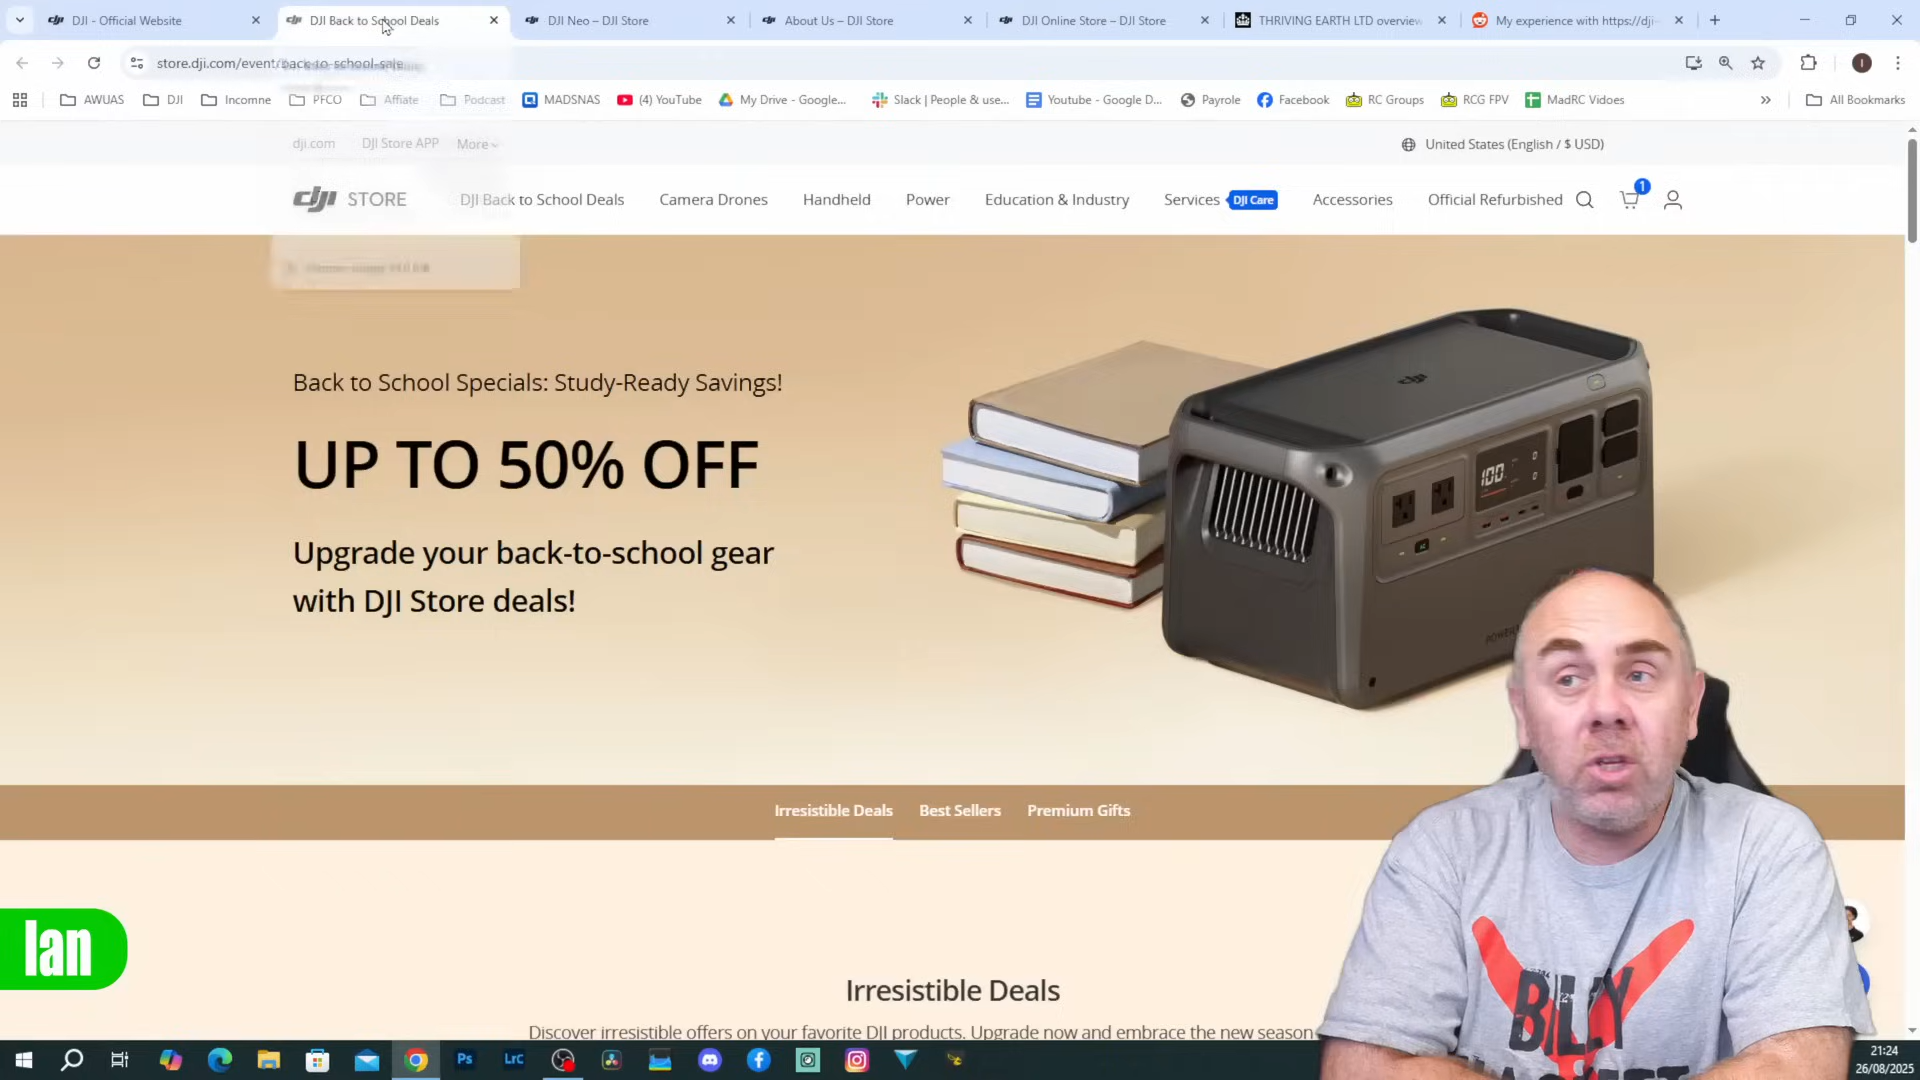 DJI - Official Website
DJI Back to School Deals
DJI Neo – DJI Store
About Us – DJI Store
DJI Online Store – DJI Store
THRIVING EARTH LTD overview
My experience with https://dji-
store.dji.com/event/back-to-school-sale
AWUAS
DJI
Incomne
PFCO
Affiate
Podcast
MADSNAS
(4) YouTube
My Drive - Google...
Slack | People & use...
Youtube - Google D...
Payrole
Facebook
RC Groups
RCG FPV
MadRC Vidoes
All Bookmarks
dji.com
DJI Store APP
More
United States (English / $ USD)
dji STORE
DJI Back to School Deals
Camera Drones
Handheld
Power
Education & Industry
Services
DJI Care
Accessories
Official Refurbished
1
Back to School Specials: Study-Ready Savings!
UP TO 50% OFF
Upgrade your back-to-school gear
with DJI Store deals!
100
Irresistible Deals
Best Sellers
Premium Gifts
Ian
Irresistible Deals
Discover irresistible offers on your favorite DJI products. Upgrade now and embrace the new season
BILLY
Ps
Lrc
21:24
26/08/2025